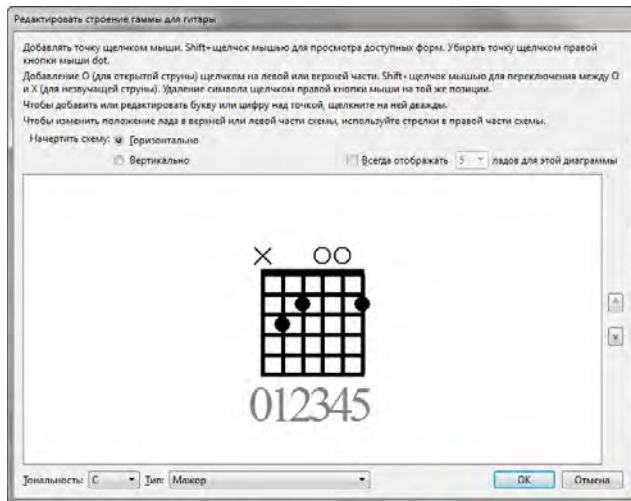 Редактировать строение гаммы для гитары
Добавлять точку щелчком мыши. Shift+щелчок мышью для просмотра доступных форм. Убирать точку щелчком правой
кнопки мыши dot.
Добавление O (для открытой струны) щелчком на левой или верхней части. Shift+щелчок мышью для переключения между O
и X (для незвучащей струны). Удаление символа щелчком правой кнопки мыши на той же позиции.
Чтобы добавить или редактировать букву или цифру над точкой, щелкните на ней дважды.
Чтобы изменить положение лада в верхней или левой части схемы, используйте стрелки в правой части схемы.
Начертить схему: Горизонтально
Вертикально Всегда отображать 5 ладов для этой диаграммы
X OO
012345
Тональность: C Тип: Мажор OK Отмена